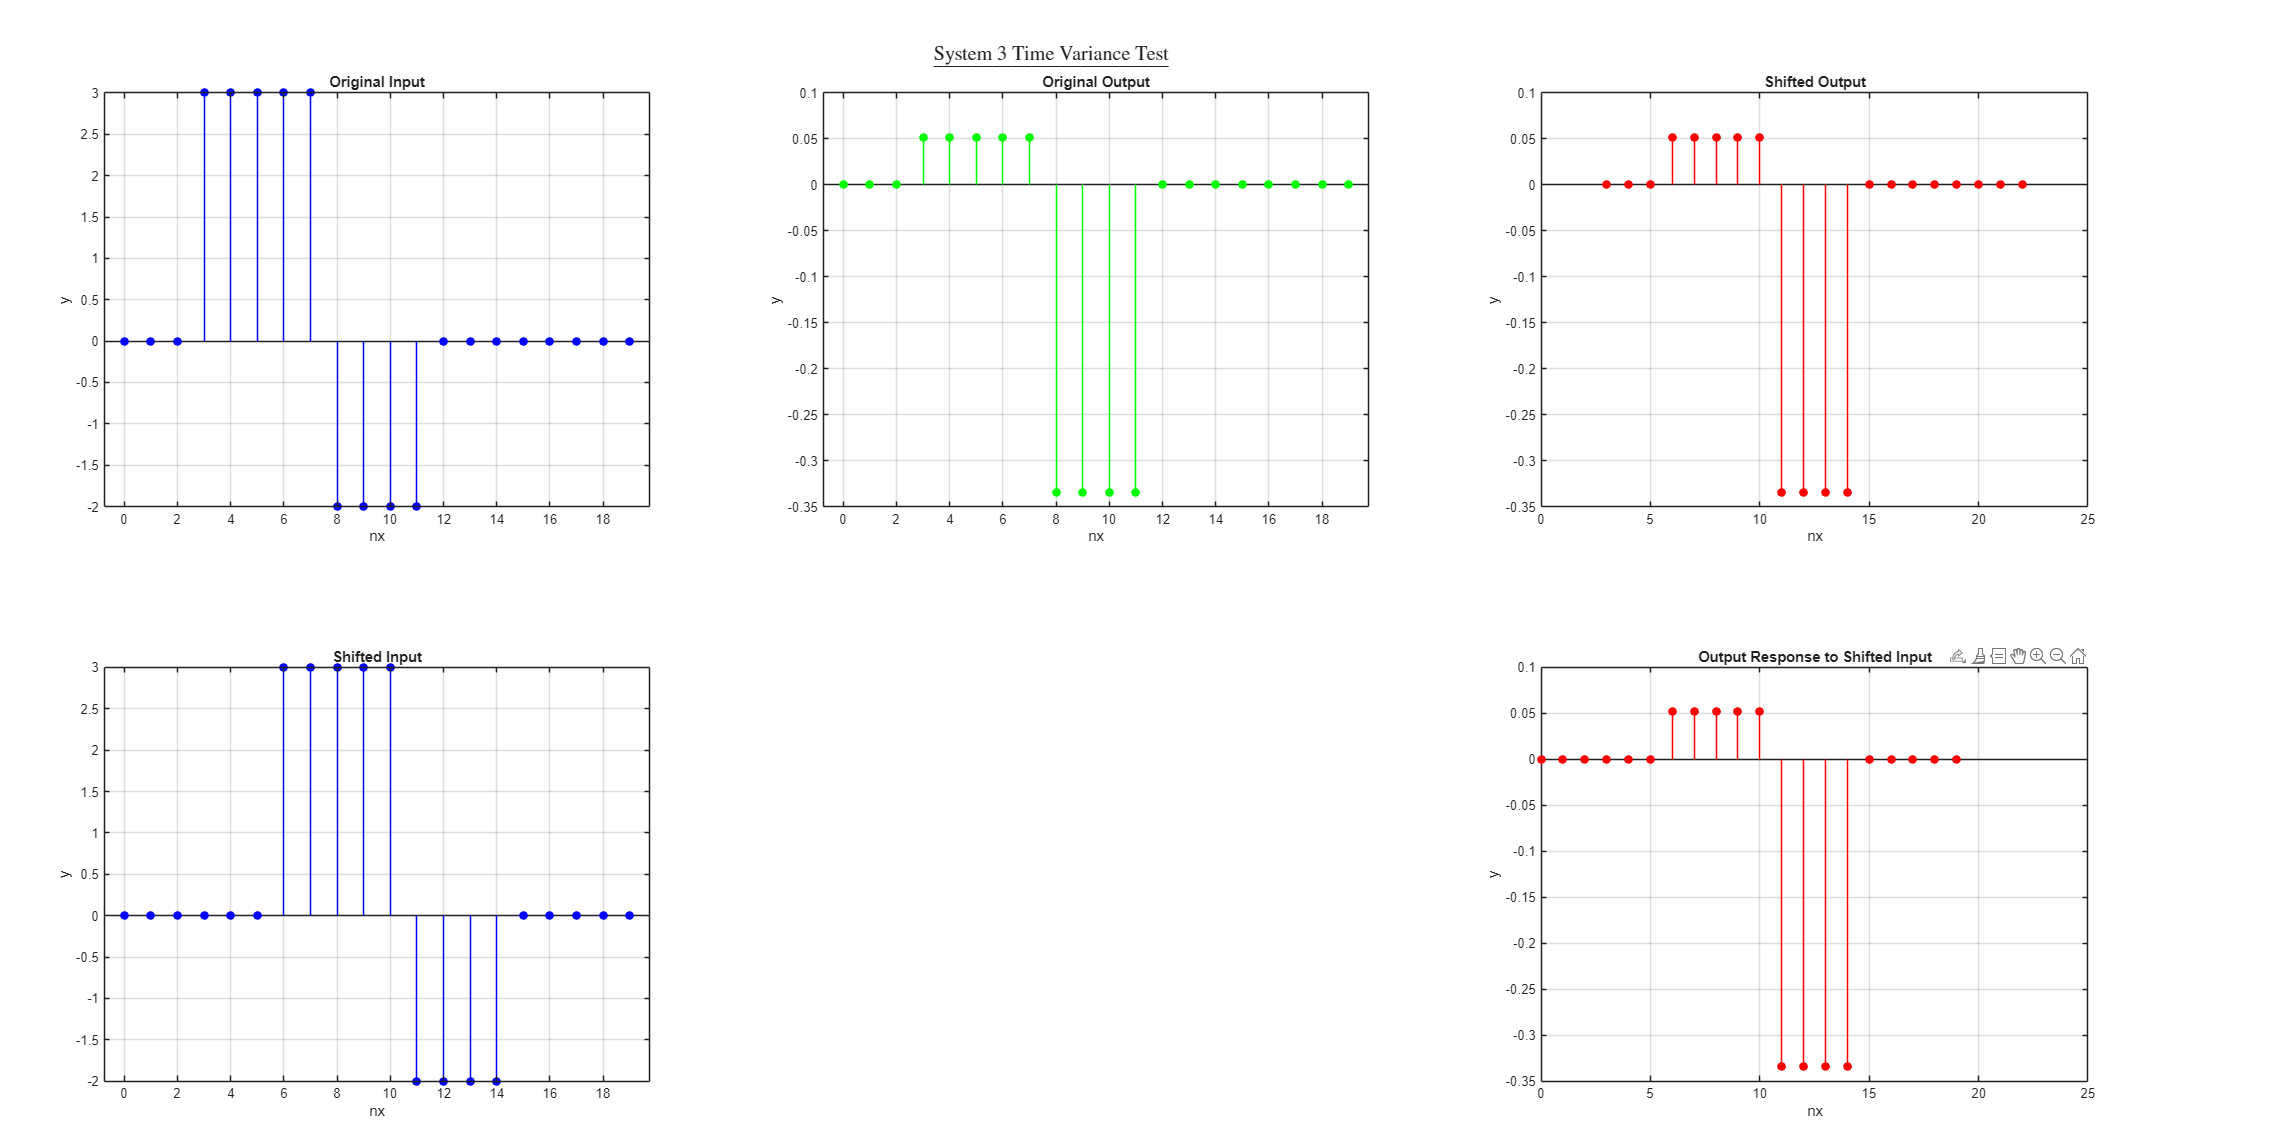 System 3 Time Variance Test
Original Input
3
2.5
2
1.5
1
0.5
0
-0.5
-1
-1.5
-2
y
0 2 4 6 8 10 12 14 16 18
nx
Original Output
0.1
0.05
0
-0.05
-0.1
-0.15
-0.2
-0.25
-0.3
-0.35
y
0 2 4 6 8 10 12 14 16 18
nx
Shifted Output
0.1
0.05
0
-0.05
-0.1
-0.15
-0.2
-0.25
-0.3
-0.35
y
0 5 10 15 20 25
nx
Shifted Input
3
2.5
2
1.5
1
0.5
0
-0.5
-1
-1.5
-2
y
0 2 4 6 8 10 12 14 16 18
nx
Output Response to Shifted Input
0.1
0.05
0
-0.05
-0.1
-0.15
-0.2
-0.25
-0.3
-0.35
y
0 5 10 15 20 25
nx